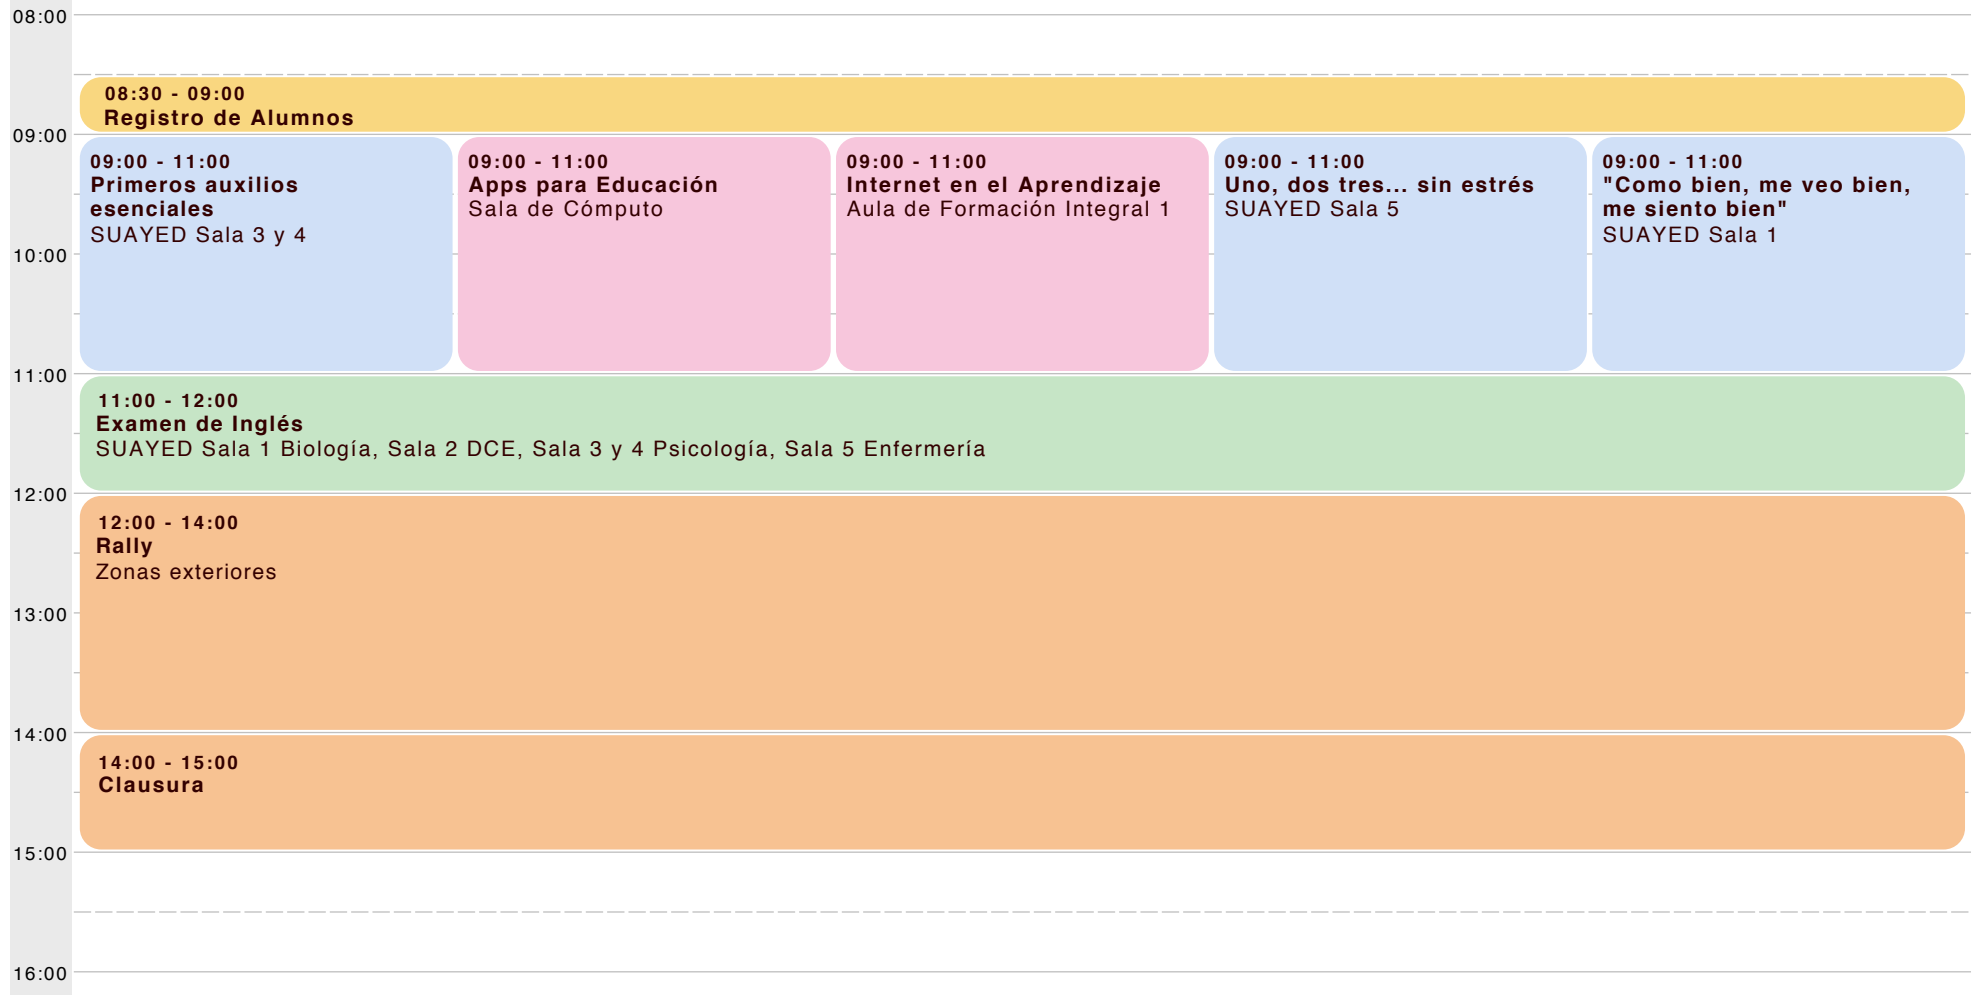 08:00
08:30 - 09:00
Registro de Alumnos
09:00
09:00 - 11:00
Primeros auxilios
esenciales
SUAYED Sala 3 y 4
09:00 - 11:00
Apps para Educación
Sala de Cómputo
09:00 - 11:00
Internet en el Aprendizaje
Aula de Formación Integral 1
09:00 - 11:00
Uno, dos tres... sin estrés
SUAYED Sala 5
09:00 - 11:00
"Como bien, me veo bien,
me siento bien"
SUAYED Sala 1
10:00
11:00
11:00 - 12:00
Examen de Inglés
SUAYED Sala 1 Biología, Sala 2 DCE, Sala 3 y 4 Psicología, Sala 5 Enfermería
12:00
12:00 - 14:00
Rally
Zonas exteriores
13:00
14:00
14:00 - 15:00
Clausura
15:00
16:00